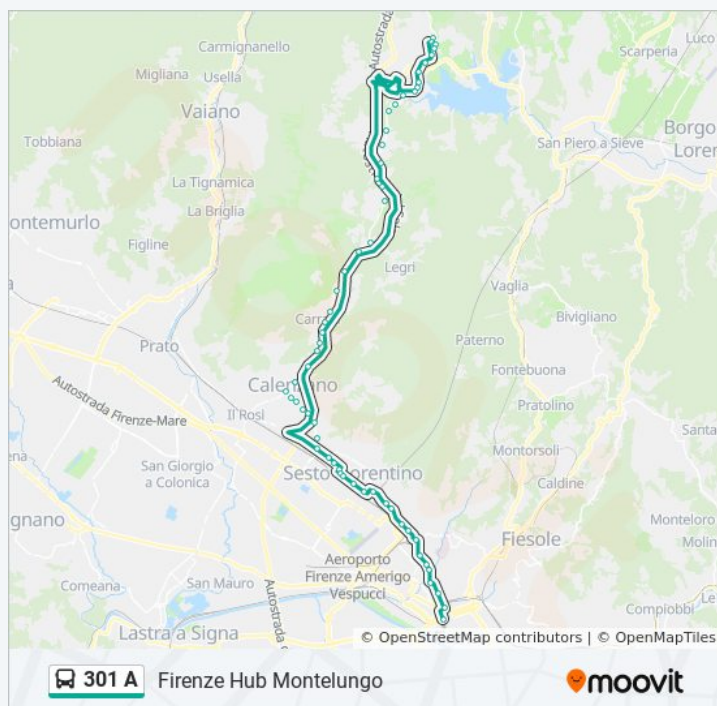 Carmignanello
Luco
Autostrada
Scarperia
Migliana
Usella
Vaiano
Borgo
Loren
Tobbiana
San Piero a Sieve
La Tignamica
La Briglia
ontemurlo
Figline
Legri
Vaglia
a
Carra
Bivigliano
Prato
Paterno
Calenzano
Fontebuona
Autostrada Firenze-Mare
Il Rosi
Pratolino
Santa
San Giorgio
a Colonica
Sesto Fiorentino
Montorsoli
Caldine
gnano
Fiesole
Monteloro
Molin
Aeroporto
Firenze Amerigo
Vespucci
Comeana
San Mauro
Autostrada d
Compiobbi
Le
Lastra a Signa
© OpenStreetMap contributors | © OpenMapTiles
301 A
Firenze Hub Montelungo
moovit